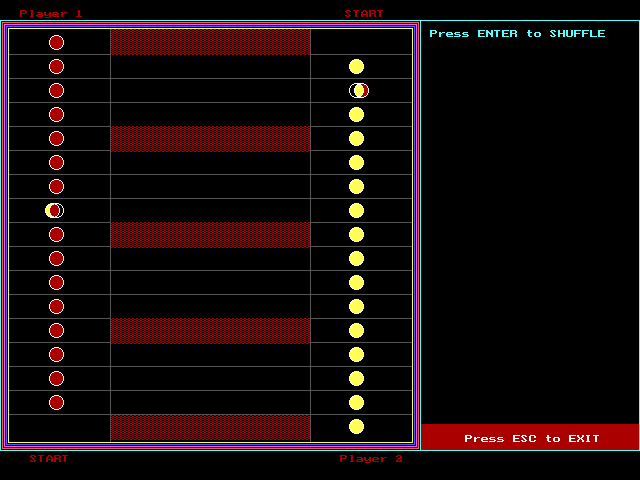 Player 1
START
Press ENTER to SHUFFLE
Press ESC to EXIT
START
Player 2